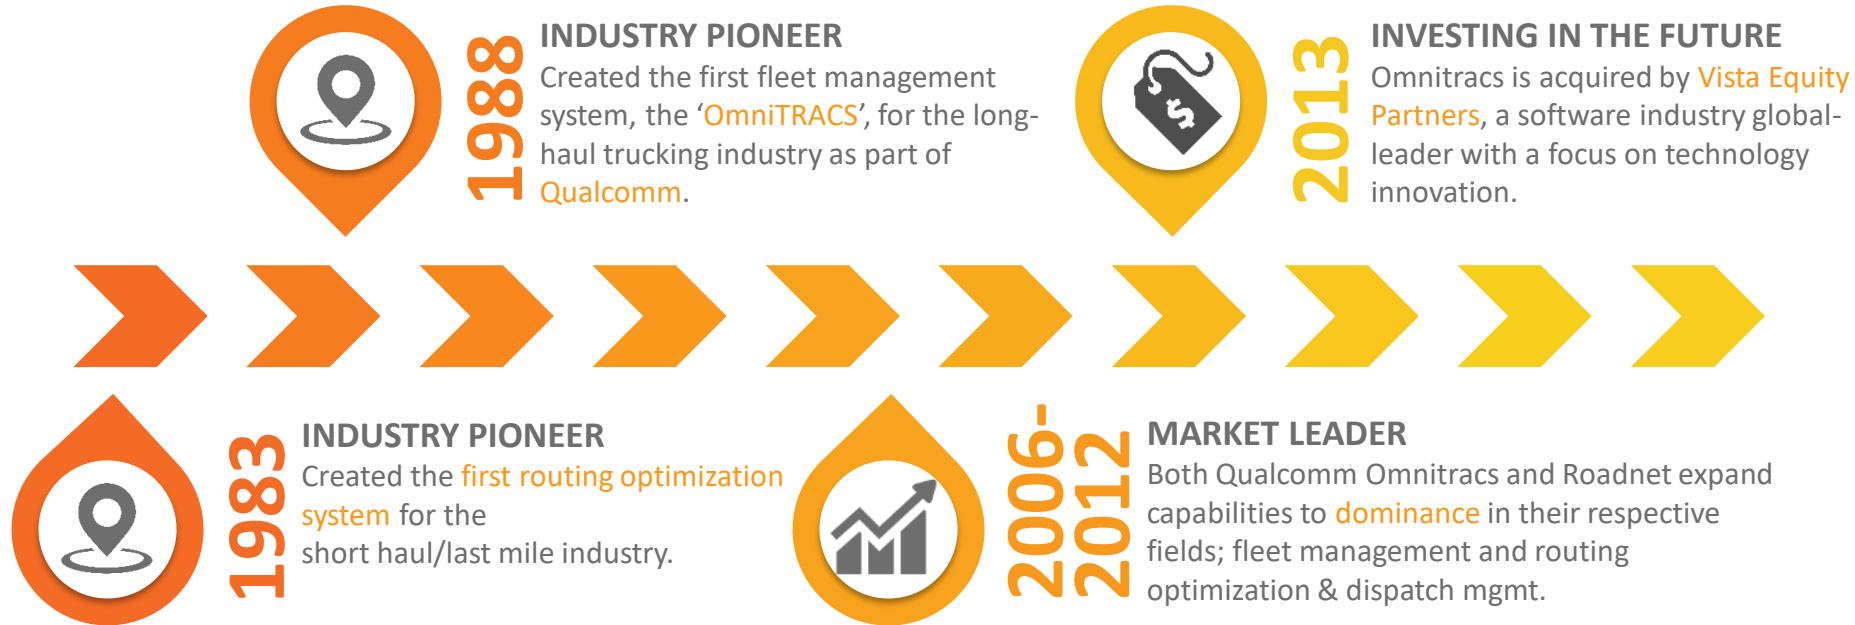 1988
INDUSTRY PIONEER
Created the first fleet management
system, the ‘OmniTRACS’, for the long-
haul trucking industry as part of
Qualcomm.
$
2013
INVESTING IN THE FUTURE
Omnitracs is acquired by Vista Equity
Partners, a software industry global-
leader with a focus on technology
innovation.
1983
INDUSTRY PIONEER
Created the first routing optimization
system for the
short haul/last mile industry.
2006-
2012
MARKET LEADER
Both Qualcomm Omnitracs and Roadnet expand
capabilities to dominance in their respective
fields; fleet management and routing
optimization & dispatch mgmt.